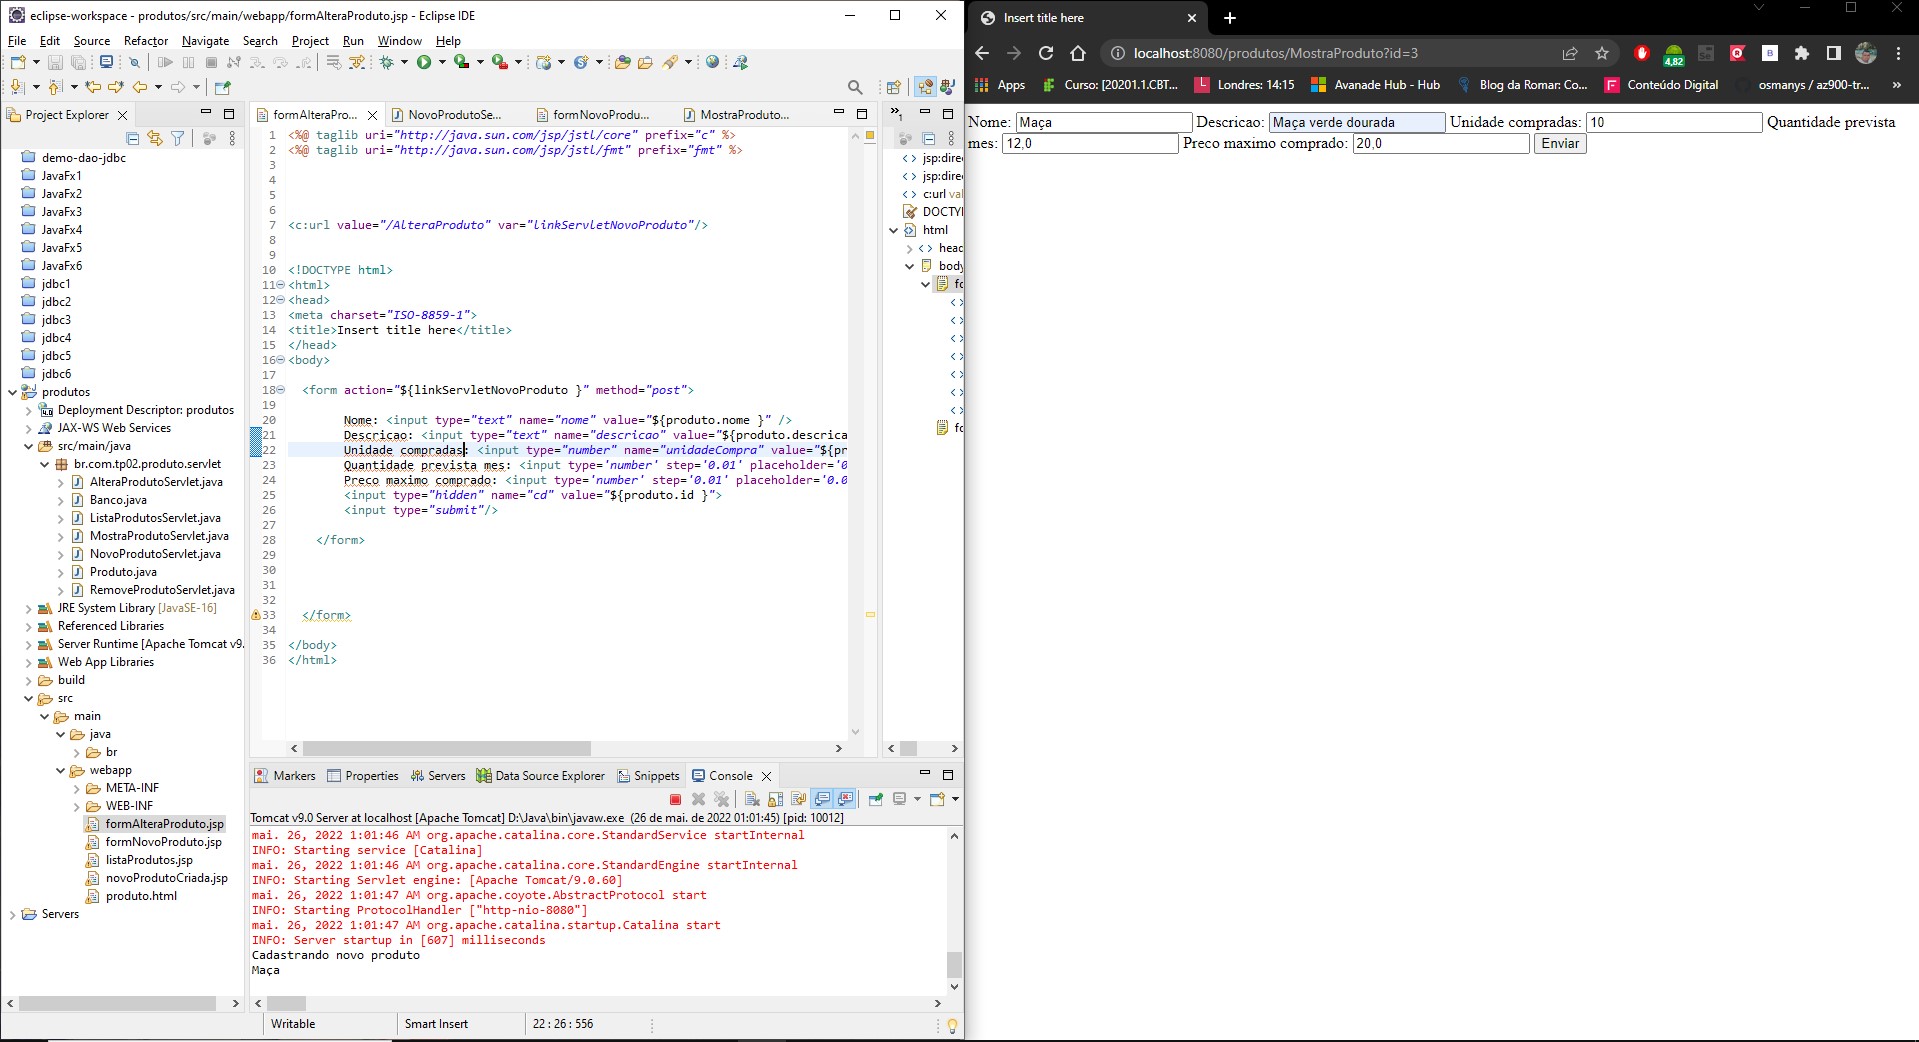 eclipse-workspace - produtos/src/main/webapp/formAlteraProduto.jsp - Eclipse IDE
File Edit Source Refactor Navigate Search Project Run Window Help
Project Explorer
demo-dao-jdbc
JavaFx1
JavaFx2
JavaFx3
JavaFx4
JavaFx5
JavaFx6
jdbc1
jdbc2
jdbc3
jdbc4
jdbc5
jdbc6
produtos
Deployment Descriptor: produtos
JAX-WS Web Services
src/main/java
br.com.tp02.produto.servlet
AlteraProdutoServlet.java
Banco.java
ListaProdutosServlet.java
MostraProdutoServlet.java
NovoProdutoServlet.java
Produto.java
RemoveProdutoServlet.java
JRE System Library [JavaSE-16]
Referenced Libraries
Server Runtime [Apache Tomcat v9.
Web App Libraries
build
src
main
java
br
webapp
META-INF
WEB-INF
formAlteraProduto.jsp
formNovoProduto.jsp
listaProdutos.jsp
novoProdutoCriada.jsp
produto.html
Servers
formAlteraPro... NovoProdutoSe... formNovoProdu... MostraProduto...
1 <%@ taglib uri="http://java.sun.com/jsp/jstl/core" prefix="c" %>
2 <%@ taglib uri="http://java.sun.com/jsp/jstl/fmt" prefix="fmt" %>
3
4
5
6
7 <c:url value="/AlteraProduto" var="linkServletNovoProduto"/>
8
9
10 <!DOCTYPE html>
11 <html>
12 <head>
13 <meta charset="ISO-8859-1">
14 <title>Insert title here</title>
15 </head>
16 <body>
17
18 <form action="${linkServletNovoProduto }" method="post">
19
20 Nome: <input type="text" name="nome" value="${produto.nome }" />
21 Descricao: <input type="text" name="descricao" value="${produto.descrica
22 Unidade compradas: <input type="number" name="unidadeCompra" value="${pr
23 Quantidade prevista mes: <input type='number' step='0.01' placeholder='0
24 Preco maximo comprado: <input type='number' step='0.01' placeholder='0.0
25 <input type="hidden" name="cd" value="${produto.id }">
26 <input type="submit"/>
27
28 </form>
29
30
31
32
33 </form>
34
35 </body>
36 </html>
1
jsp:dire
jsp:dire
c:url va
DOCTY
html
head
body
fo
fo
Markers Properties Servers Data Source Explorer Snippets Console
Tomcat v9.0 Server at localhost [Apache Tomcat] D:\Java\bin\javaw.exe (26 de mai. de 2022 01:01:45) [pid: 10012]
mai. 26, 2022 1:01:46 AM org.apache.catalina.core.StandardService startInternal
INFO: Starting service [Catalina]
mai. 26, 2022 1:01:46 AM org.apache.catalina.core.StandardEngine startInternal
INFO: Starting Servlet engine: [Apache Tomcat/9.0.60]
mai. 26, 2022 1:01:47 AM org.apache.coyote.AbstractProtocol start
INFO: Starting ProtocolHandler ["http-nio-8080"]
mai. 26, 2022 1:01:47 AM org.apache.catalina.startup.Catalina start
INFO: Server startup in [607] milliseconds
Cadastrando novo produto
Maça
Writable Smart Insert 22 : 26 : 556
Insert title here
localhost:8080/produtos/MostraProduto?id=3 4,82
Apps Curso: [20201.1.CBT... Londres: 14:15 Avanade Hub - Hub Blog da Romar: Co... Conteúdo Digital osmanys / az900-tr... »
Nome: Maça Descricao: Maça verde dourada Unidade compradas: 10 Quantidade prevista
mes: 12,0 Preco maximo comprado: 20,0 Enviar